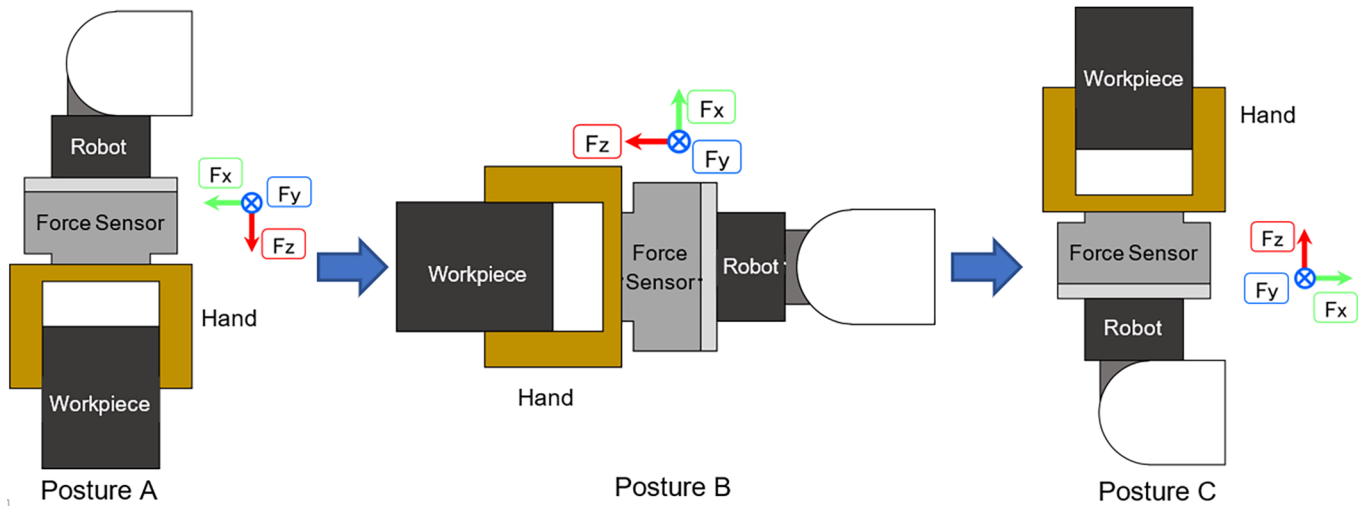 Robot
Fx
Fy
Force Sensor
Fz
Hand
Workpiece
Posture A
Fx
Fz
Fy
Workpiece
Force
Sensor
Robot
Hand
Posture B
Workpiece
Hand
Force Sensor
Fz
Fy
Fx
Robot
Posture C